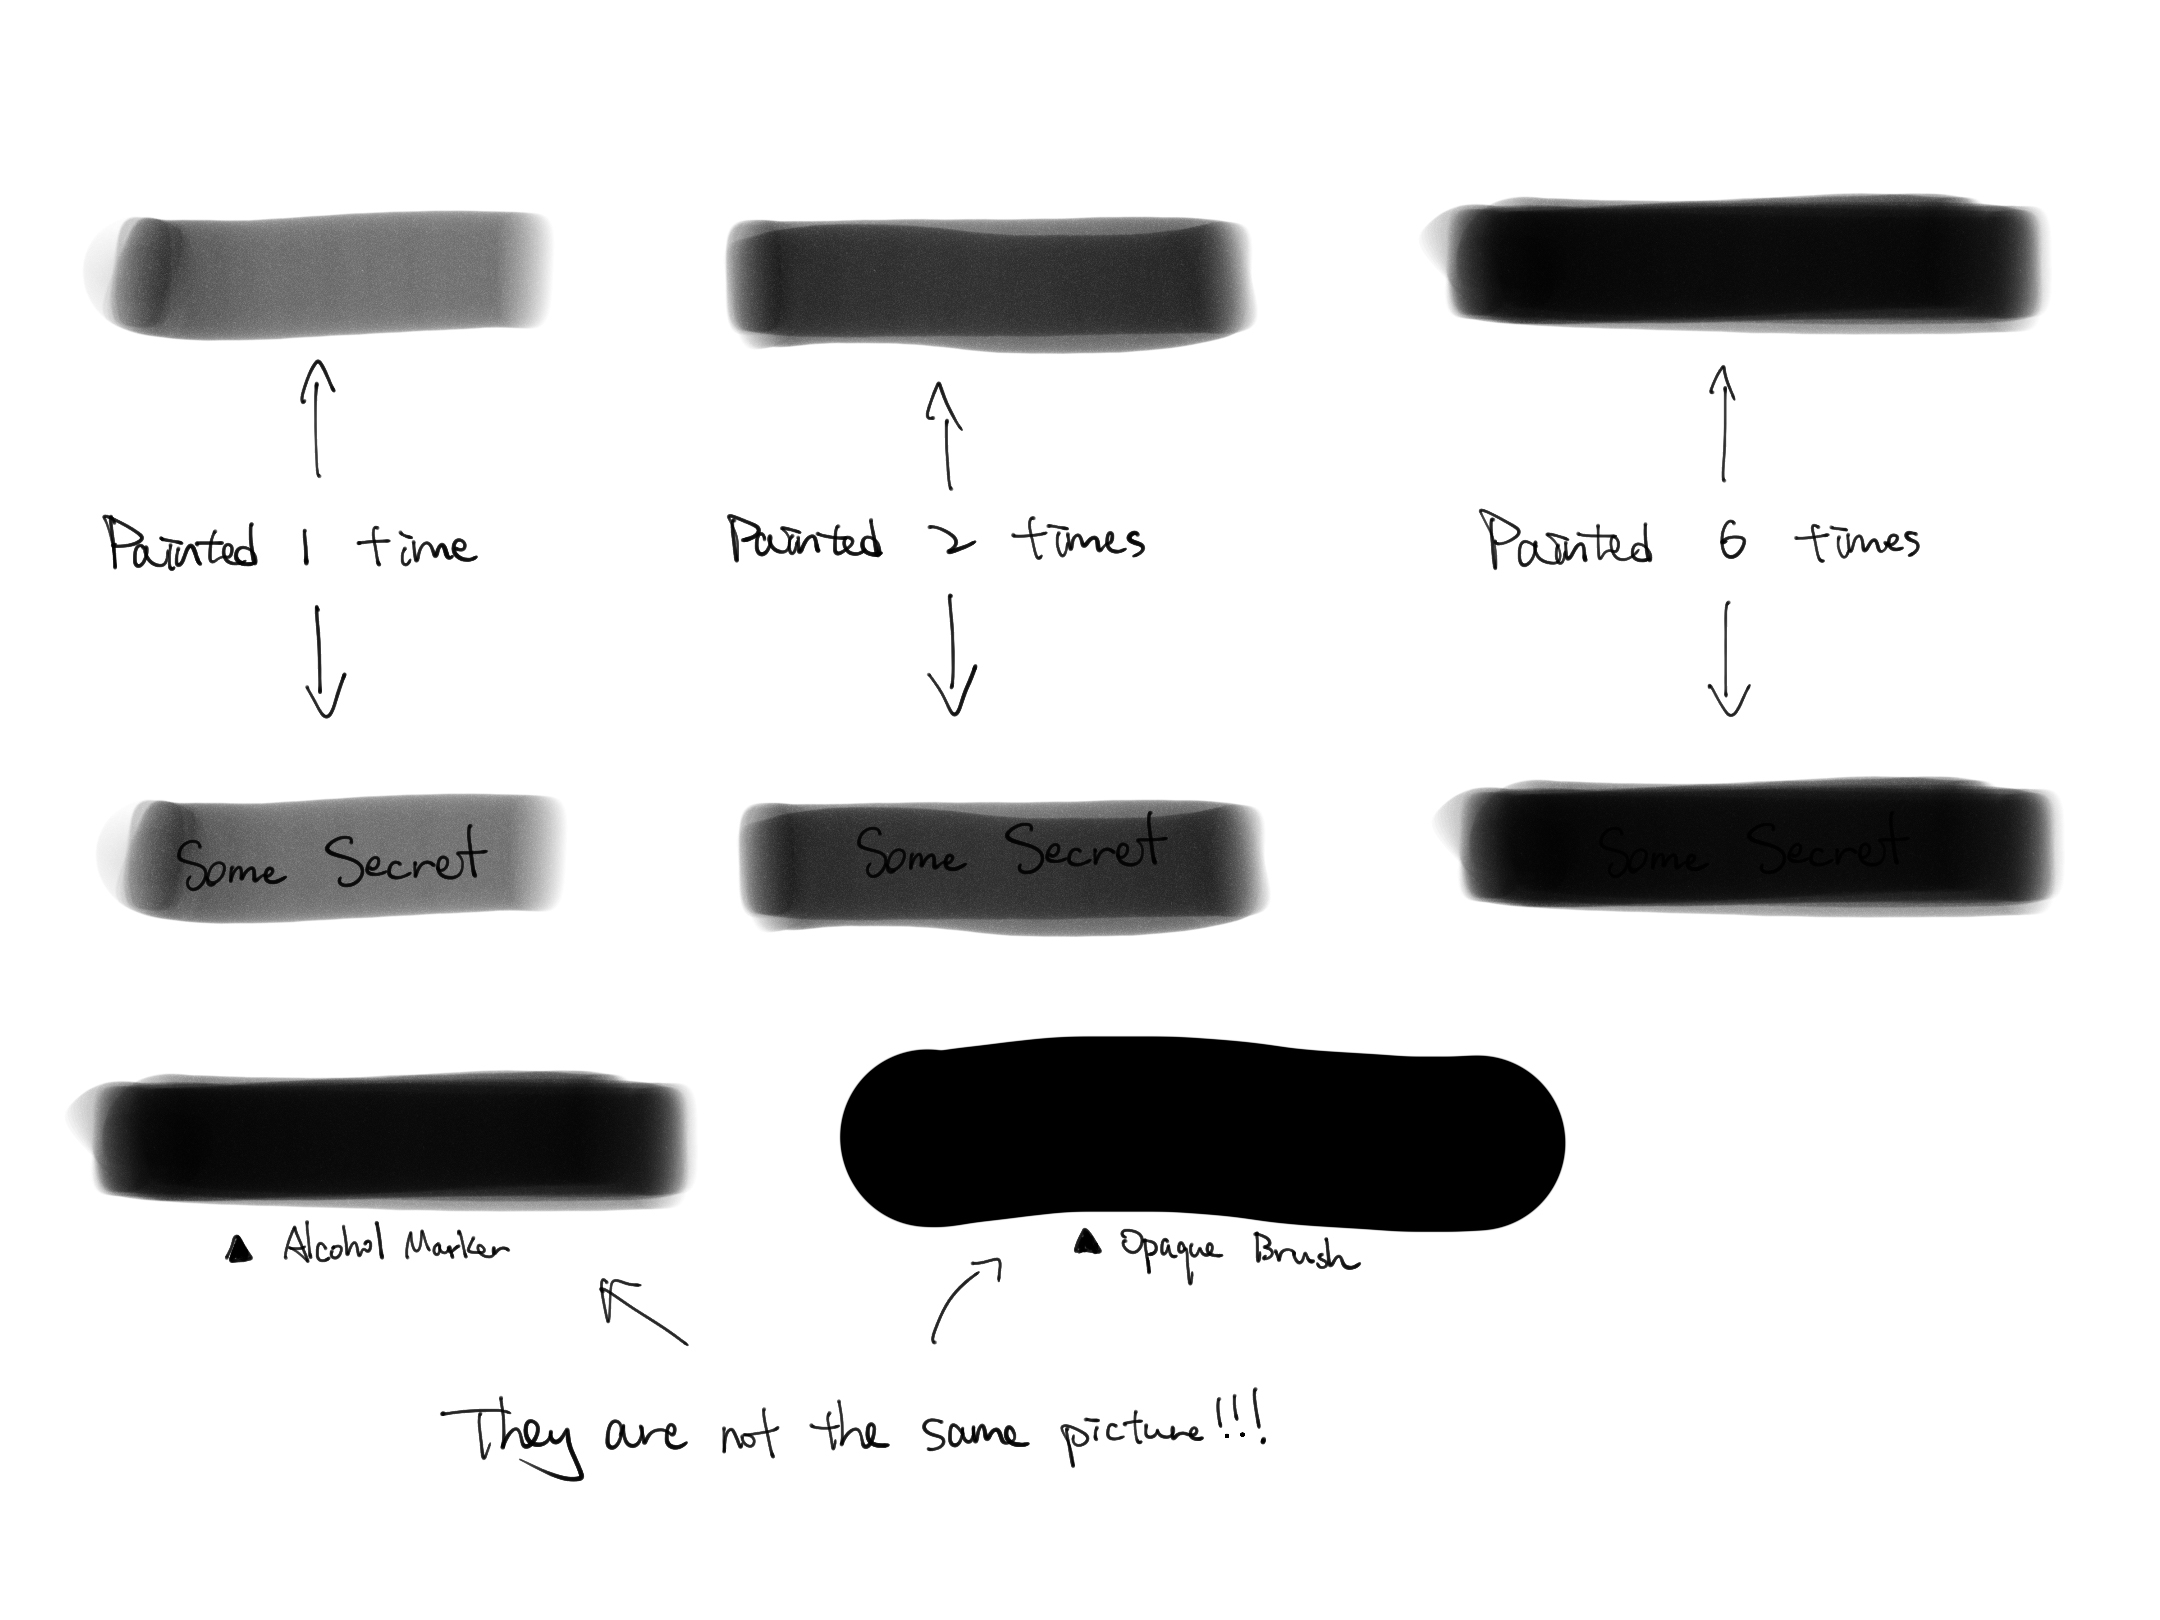 Painted 1 time
Painted 2 times
Painted 6 times
Some Secret
Some Secret
Some Secret
▲ Alcohol Marker
▲ Opaque Brush
They are not the same picture!!!